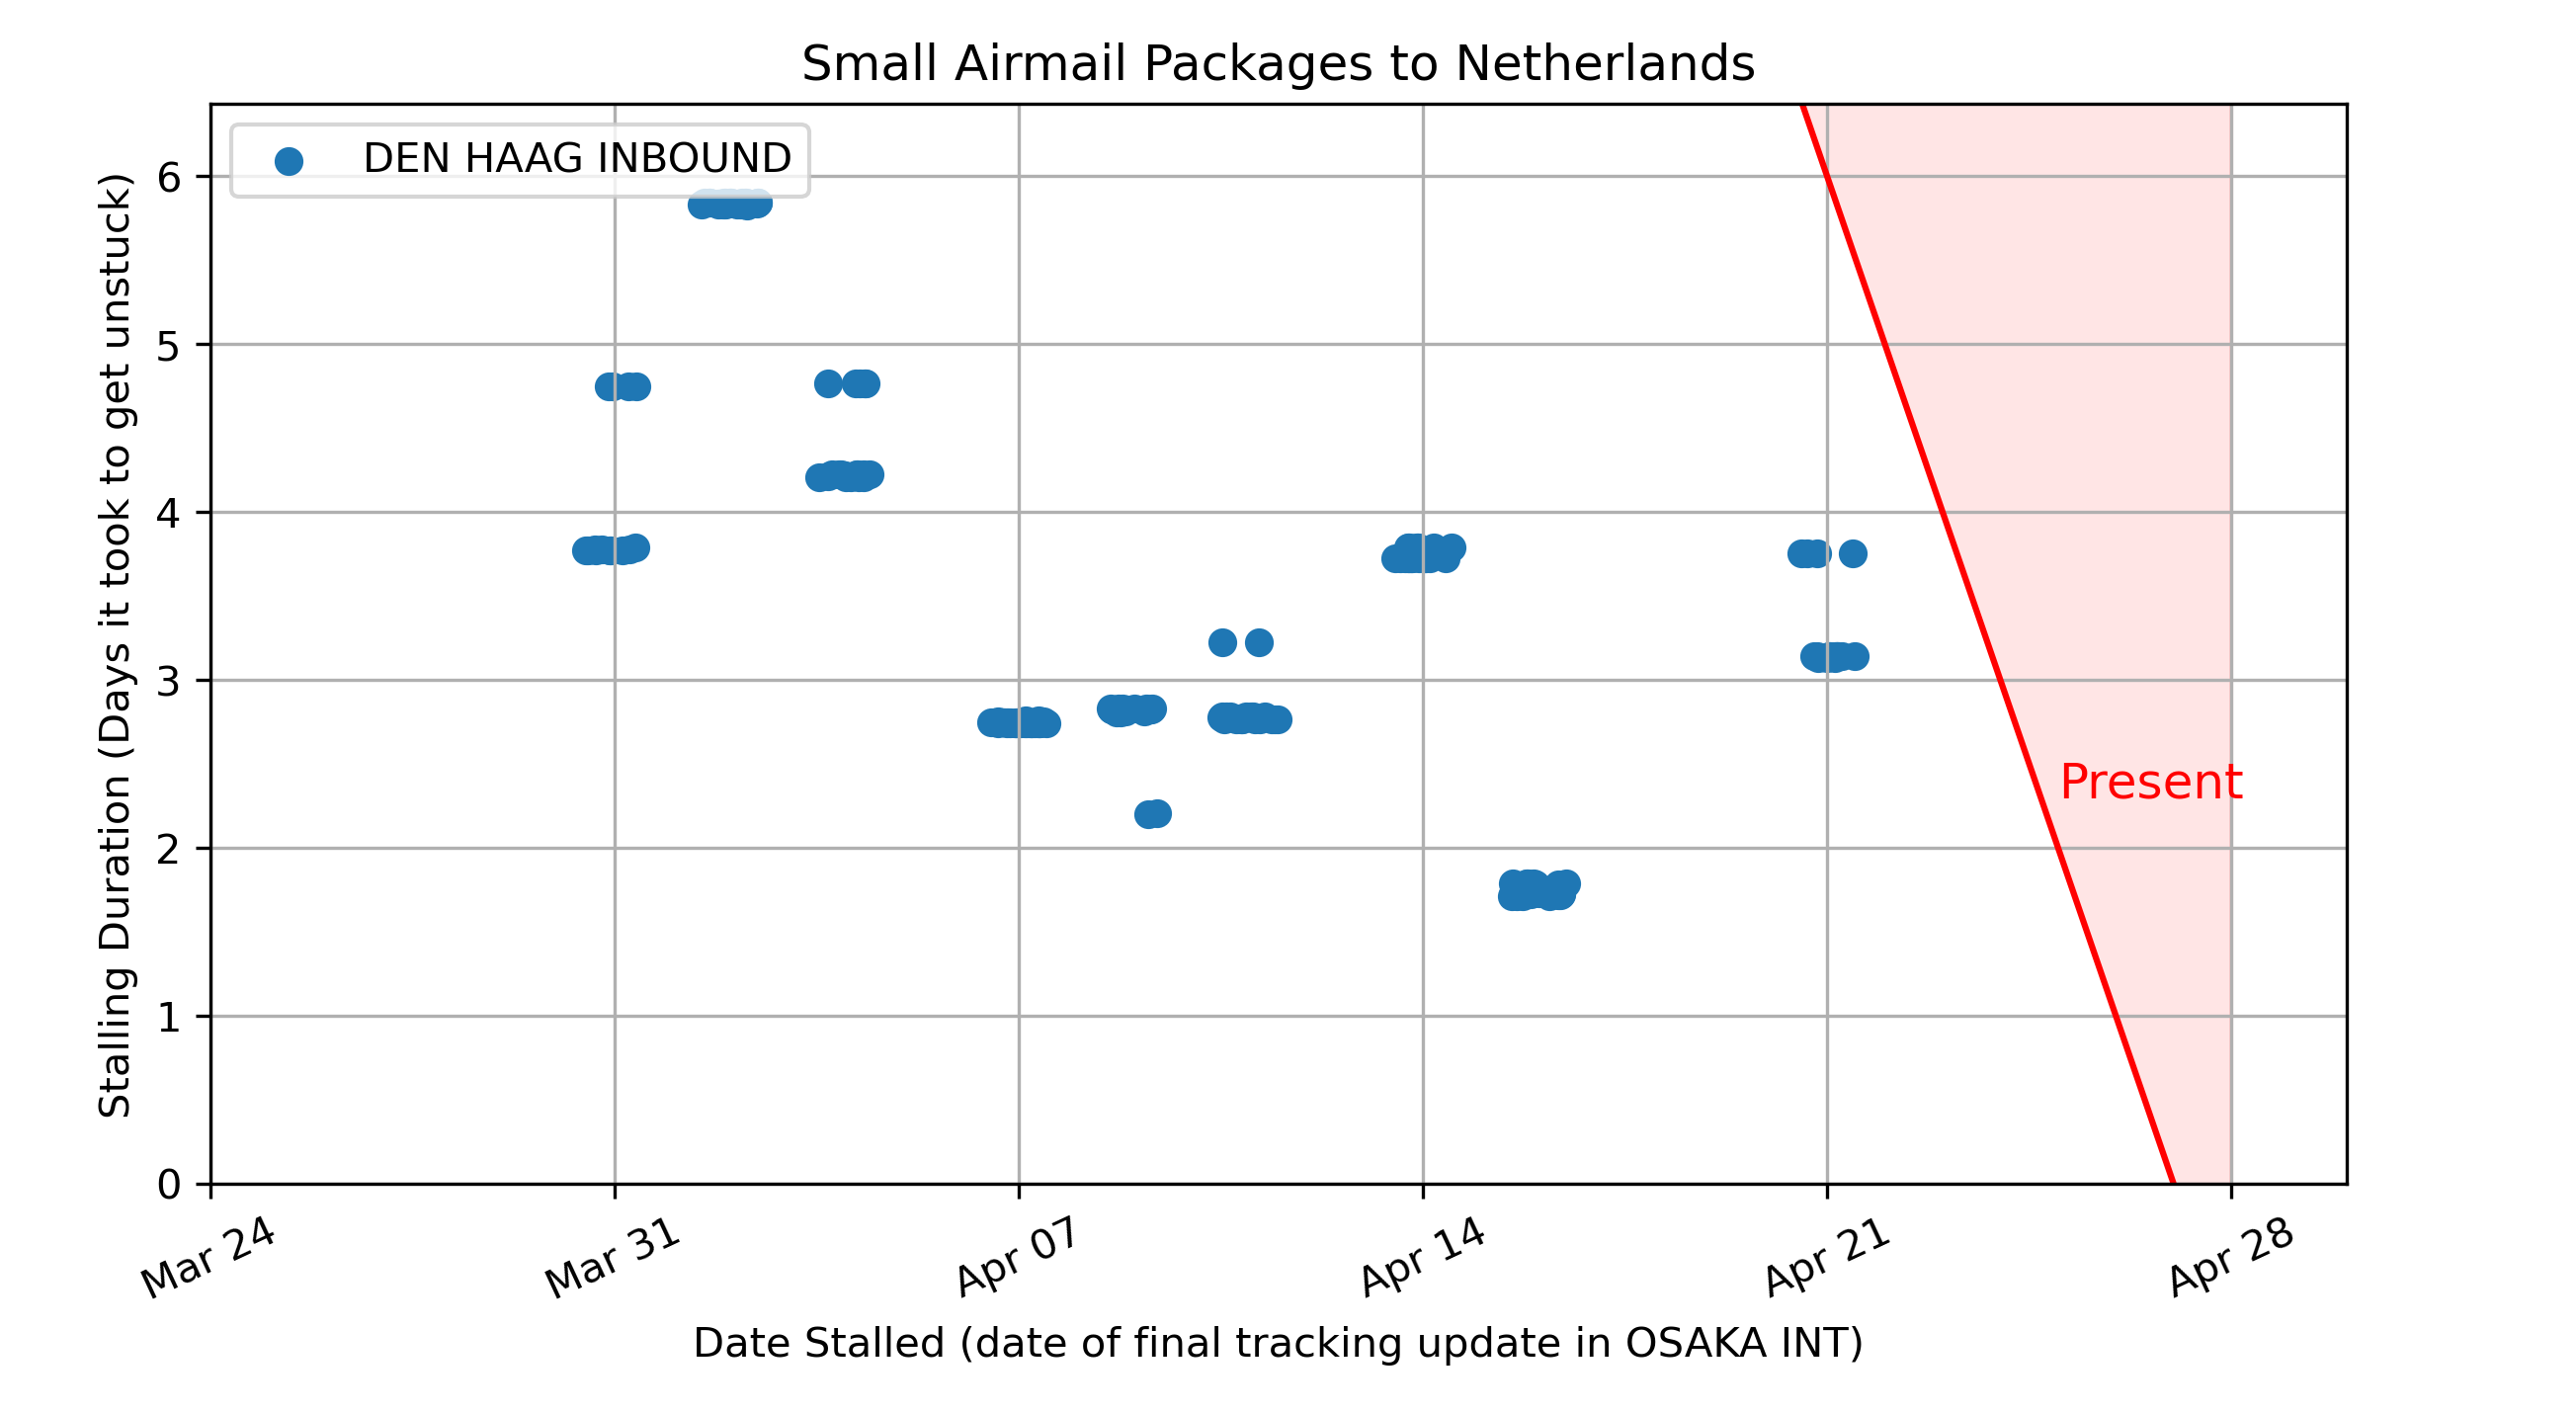 Small Airmail Packages to Netherlands
DEN HAAG INBOUND
Stalling Duration (Days it took to get unstuck)
6
5
4
3
2
1
0
Present
Mar 24
Mar 31
Apr 07
Apr 14
Apr 21
Apr 28
Date Stalled (date of final tracking update in OSAKA INT)